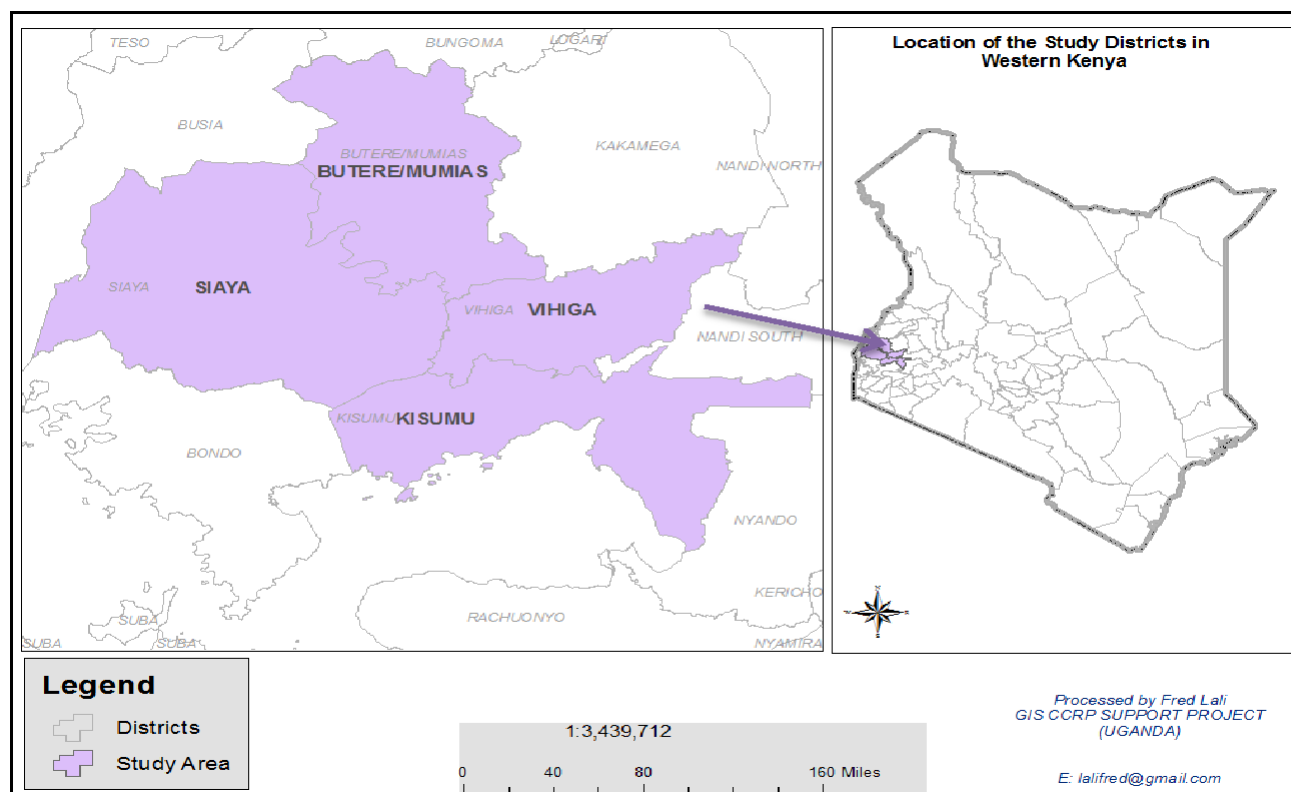 TESO
BUNGOMA
LUGARI
BUSIA
BUTERE/MUMIAS
BUTERE/MUMIAS
KAKAMEGA
NANDI NORTH
SIAYA
SIAYA
VIHIGA
VIHIGA
NANDI SOUTH
KISUMU
KISUMU
BONDO
NYANDO
KERICHO
RACHUONYO
SUBA
SUBA
SUBA
NYAMIRA
Location of the Study Districts in
Western Kenya
Legend
Districts
Study Area
1:3,439,712
0 40 80 160 Miles
Processed by Fred Lali
GIS CCRP SUPPORT PROJECT
(UGANDA)
E: lalifred@gmail.com